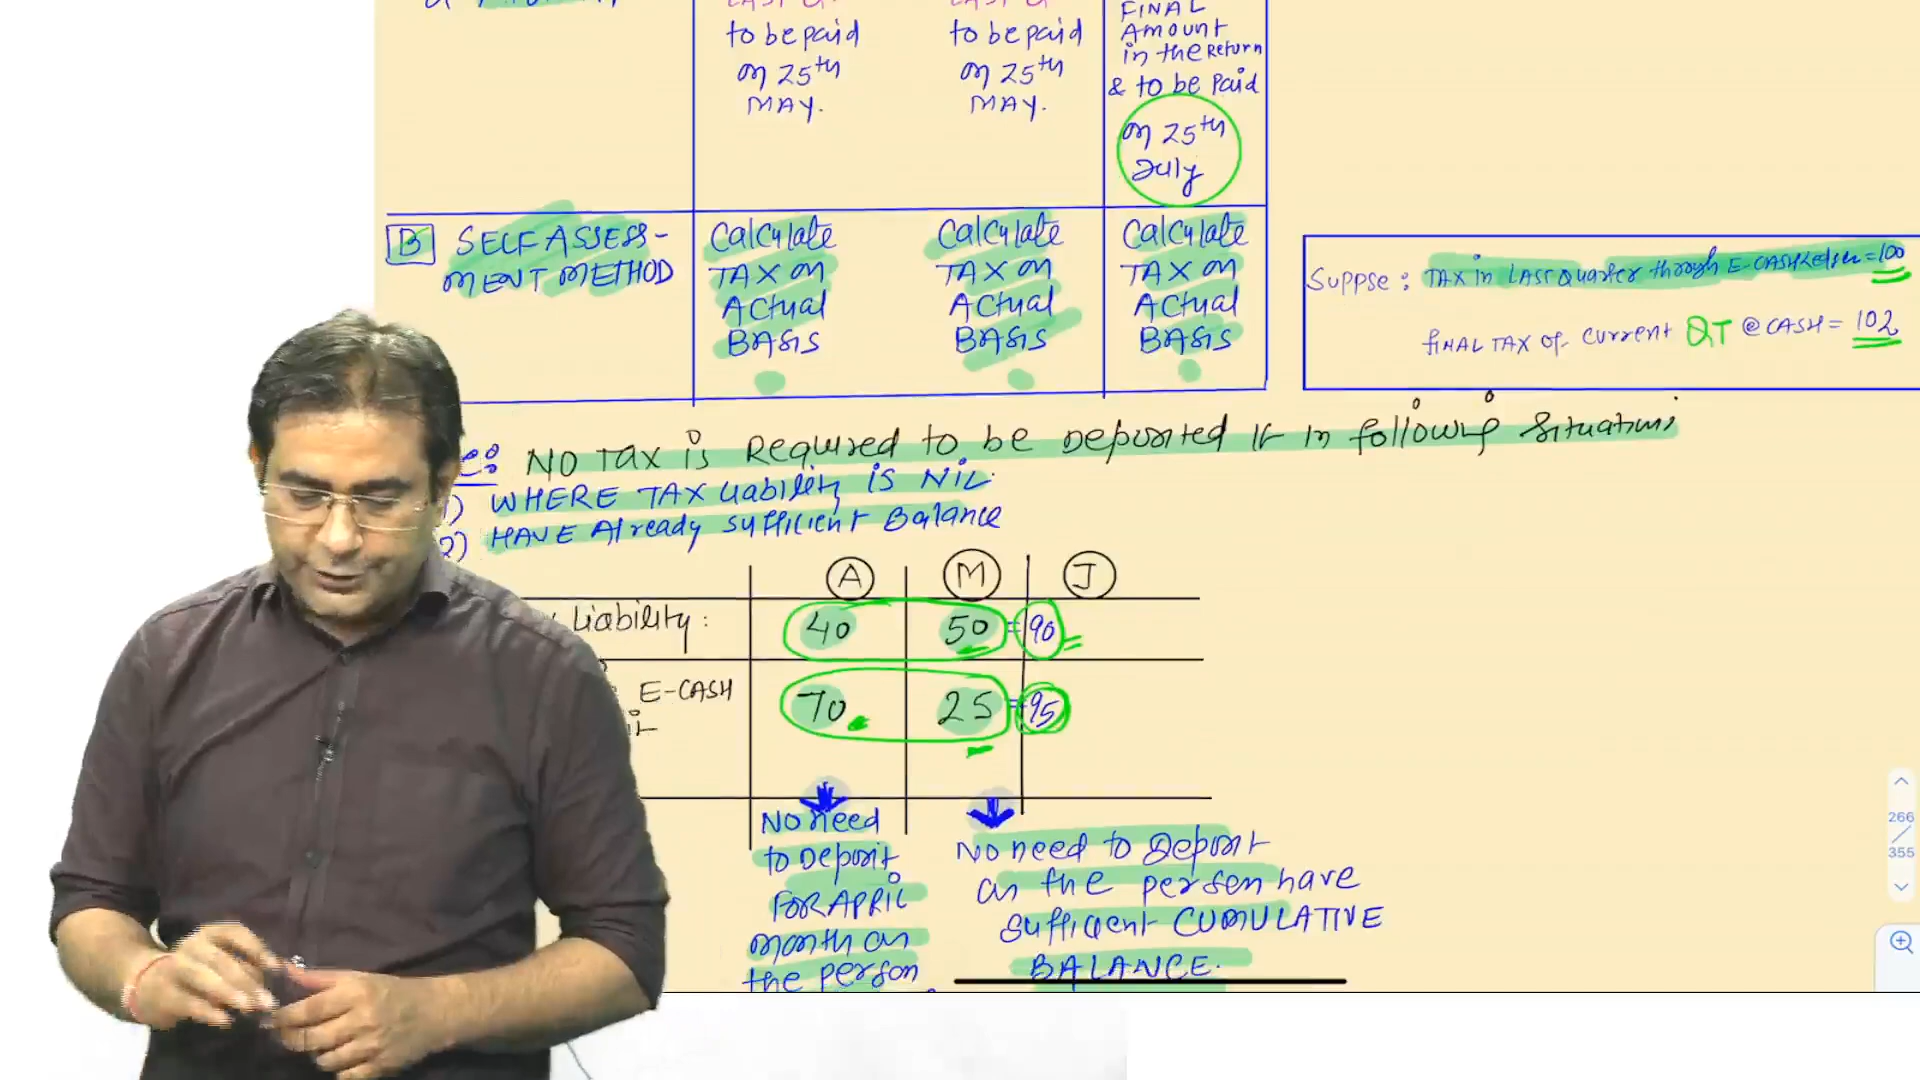 to be paid
on 25th
MAY.
to be paid
on 25th
MAY.
FINAL
Amount
in the Return
& to be Paid
on 25th
July
B SELF ASSESS-
MENT METHOD
Calculate
TAX on
Actual
BASIS
Calculate
TAX on
Actual
BASIS
Calculate
TAX on
Actual
BASIS
Suppse: TAX in LAST Quarter through E-CASH = 100
FINAL TAX of current QT @ CASH = 102
NO Tax is Required to be Deposited If in following Situations
1) WHERE TAX Liability IS NIL
2) HAVE Already Sufficient Balance
A M J
Liability: 40 50 = 90
E-CASH 70 25 = 95
No need
to Deposit
FOR APRIL
month as
the person
No need to Deposit
as the person have
Sufficient CUMULATIVE
BALANCE.
266
/
355